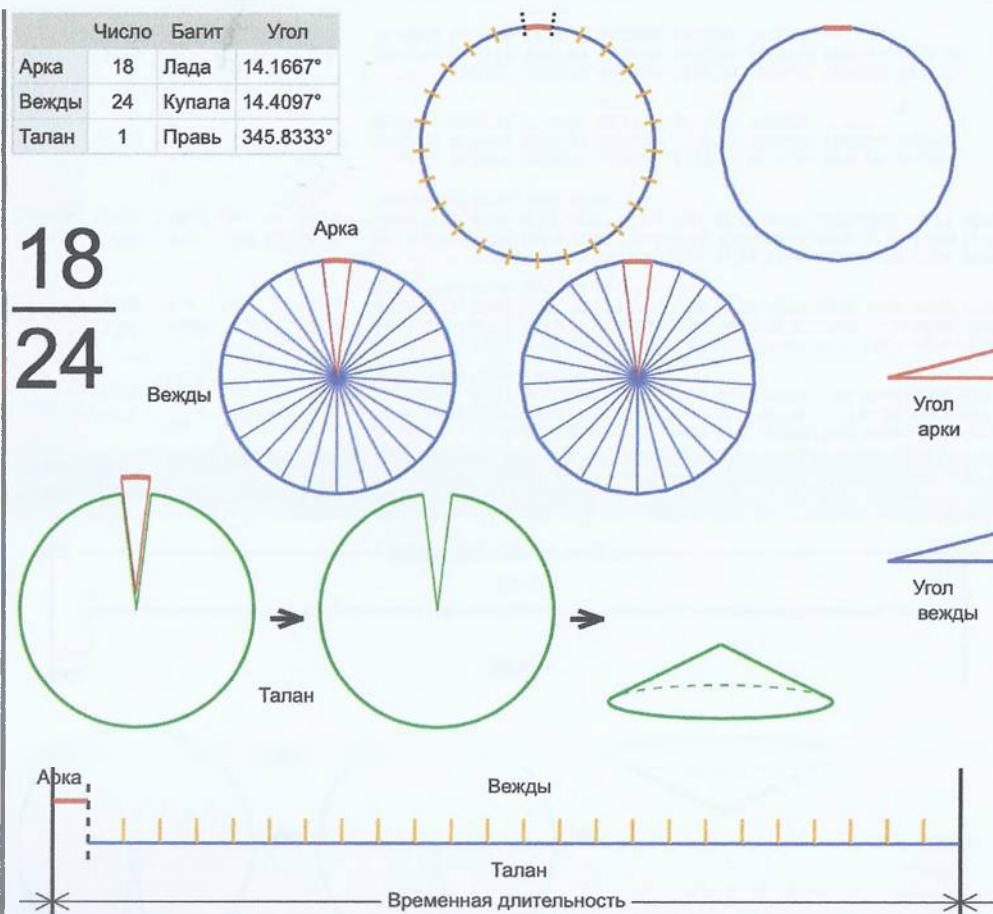 Число Багит Угол
Арка 18 Лада 14.1667°
Вежды 24 Купала 14.4097°
Талан 1 Правь 345.8333°
18
24
Арка
Вежды
Угол
арки
Угол
вежды
Талан
Арка
Вежды
Талан
Временная длительность